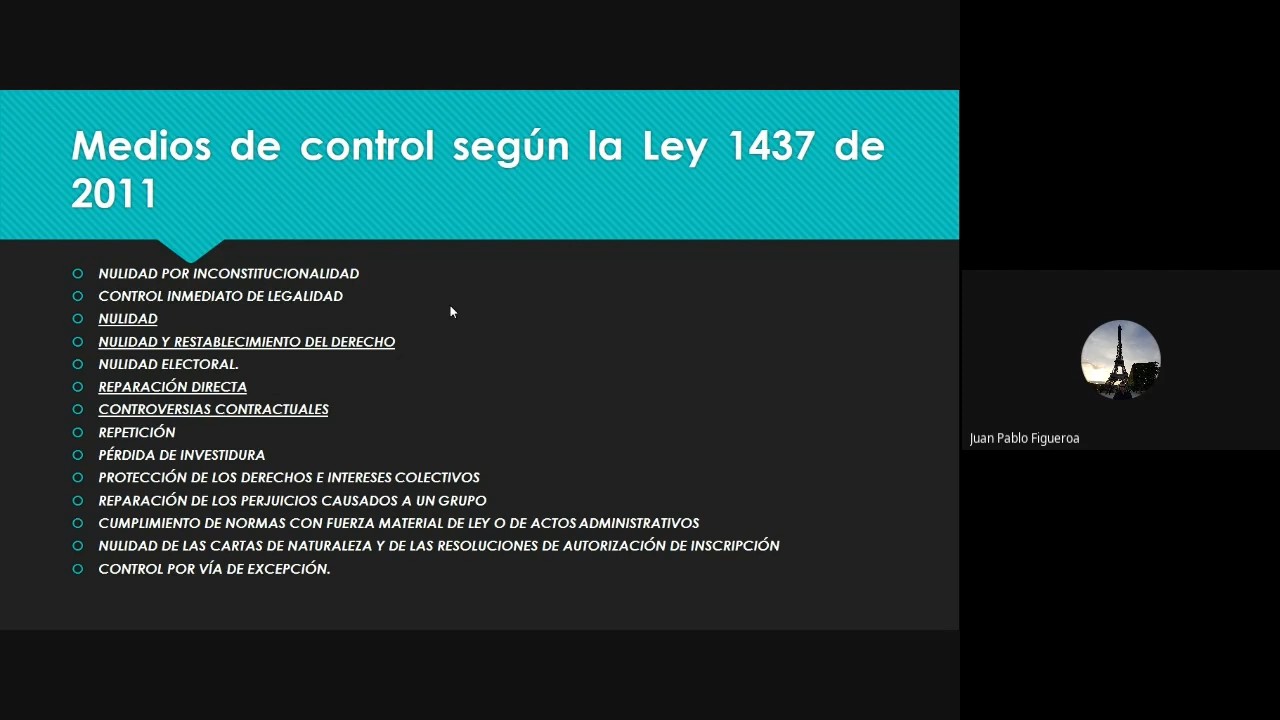 Medios de control según la Ley 1437 de
2011
NULIDAD POR INCONSTITUCIONALIDAD
CONTROL INMEDIATO DE LEGALIDAD
NULIDAD
NULIDAD Y RESTABLECIMIENTO DEL DERECHO
NULIDAD ELECTORAL.
REPARACIÓN DIRECTA
CONTROVERSIAS CONTRACTUALES
REPETICIÓN
PÉRDIDA DE INVESTIDURA
PROTECCIÓN DE LOS DERECHOS E INTERESES COLECTIVOS
REPARACIÓN DE LOS PERJUICIOS CAUSADOS A UN GRUPO
CUMPLIMIENTO DE NORMAS CON FUERZA MATERIAL DE LEY O DE ACTOS ADMINISTRATIVOS
NULIDAD DE LAS CARTAS DE NATURALEZA Y DE LAS RESOLUCIONES DE AUTORIZACIÓN DE INSCRIPCIÓN
CONTROL POR VÍA DE EXCEPCIÓN.
Juan Pablo Figueroa